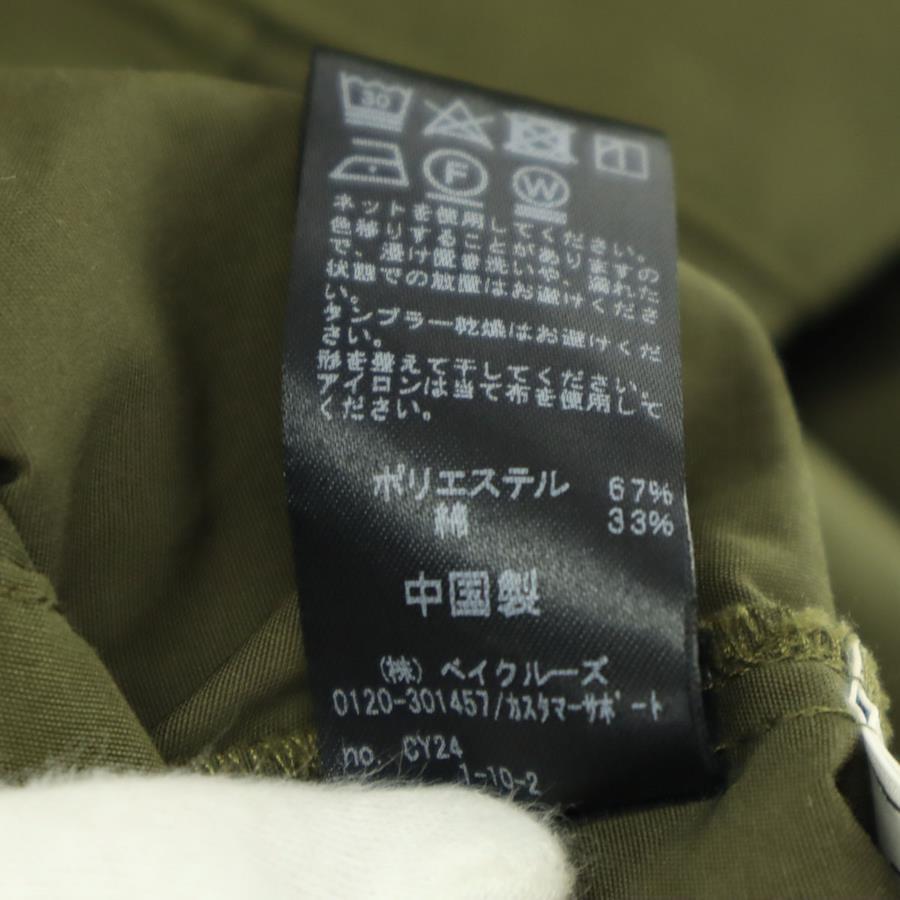 30
F W
ネットを使用してください。
色移りすることがありますの
で、浸け置き洗いや、濡れた
状態での放置はお避けくださ
い。
タンブラー乾燥はお避けくだ
さい。
形を整えて干してください。
アイロンは当て布を使用して
ください。
ポリエステル 67%
綿 33%
中国製
(株) ベイクルーズ
0120-301457/カスタマーサポート
no. CY24
1-10-2